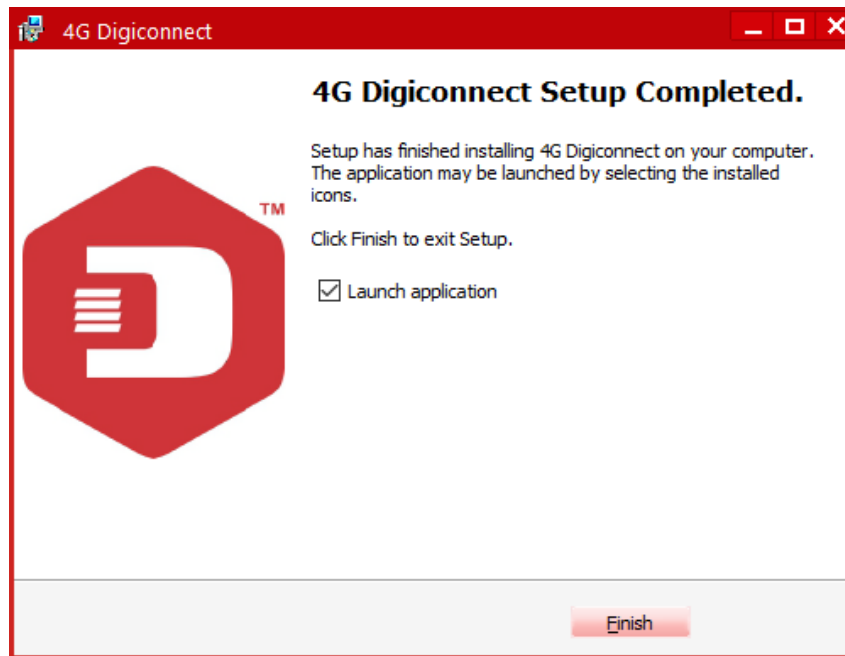 4G Digiconnect
4G Digiconnect Setup Completed.
Setup has finished installing 4G Digiconnect on your computer.
The application may be launched by selecting the installed
icons.
TM
Click Finish to exit Setup.
Launch application
Finish